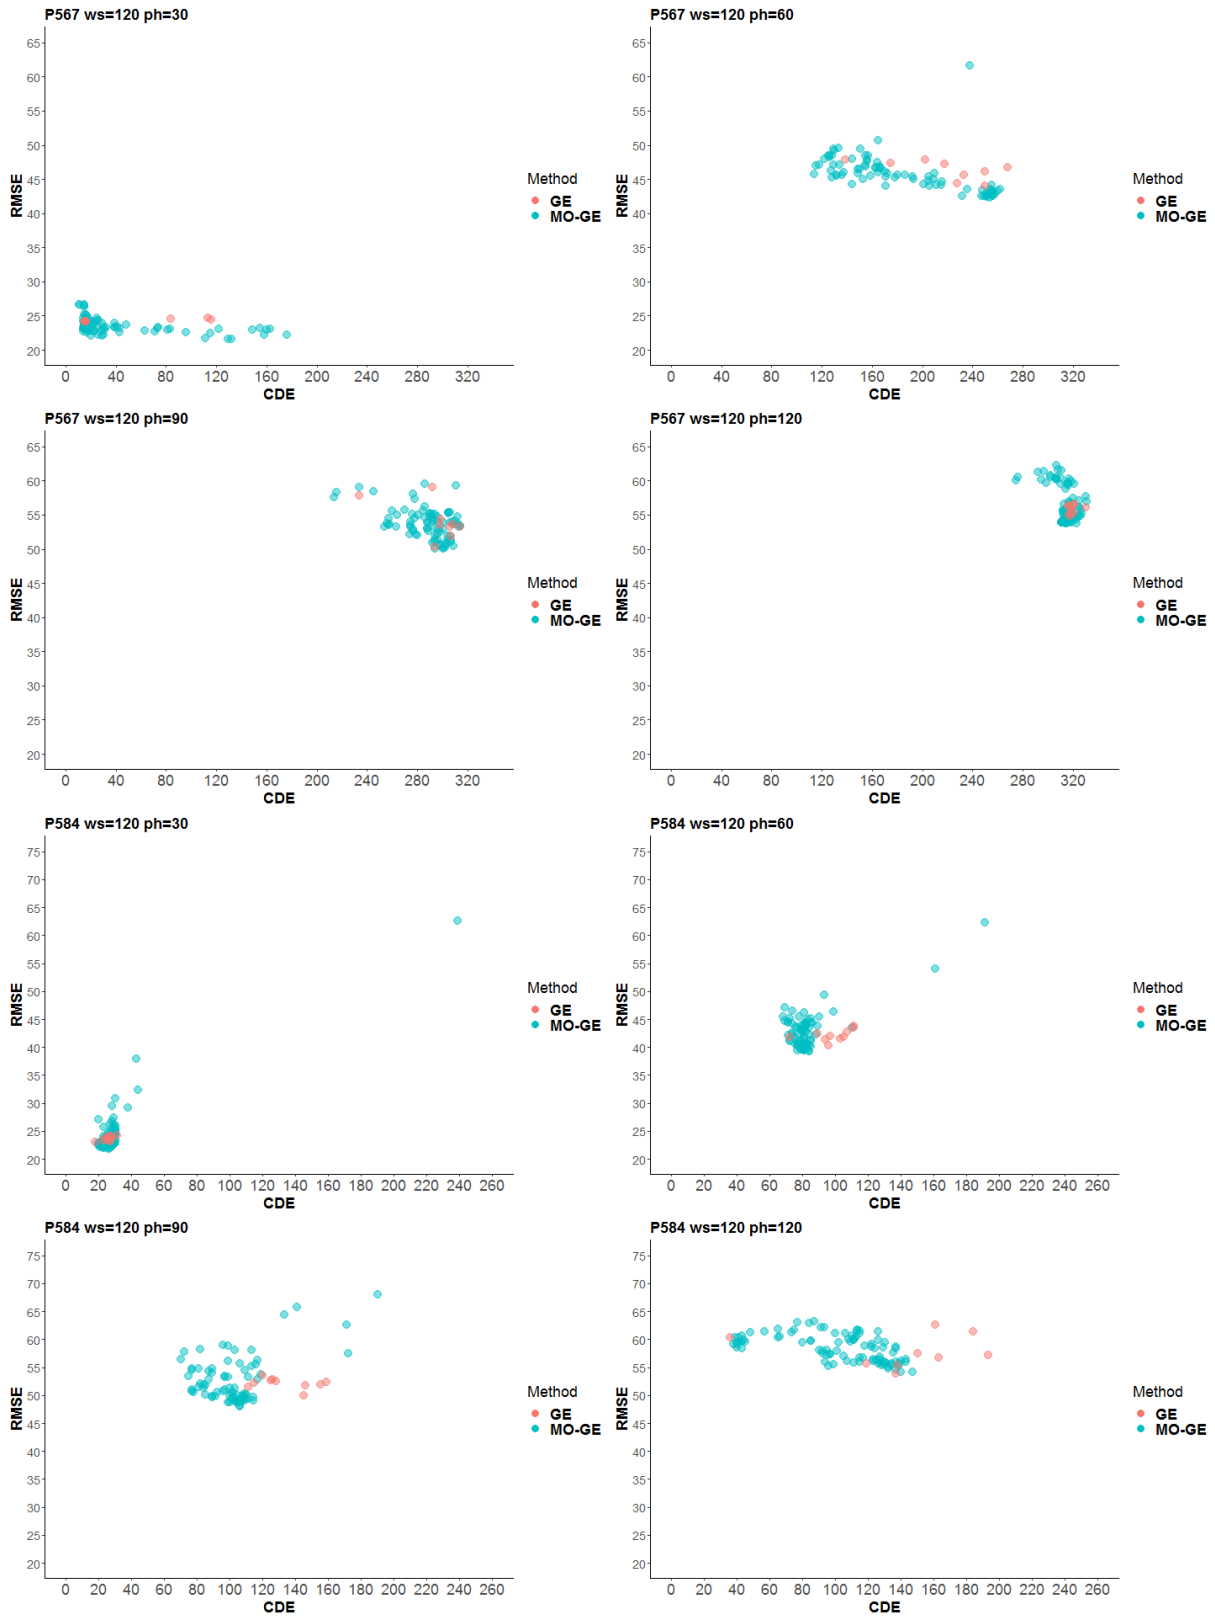 P567 ws=120 ph=30
RMSE
65
60
55
50
45
40
35
30
25
20
0 40 80 120 160 200 240 280 320
CDE
Method
GE
MO-GE
P567 ws=120 ph=60
RMSE
65
60
55
50
45
40
35
30
25
20
0 40 80 120 160 200 240 280 320
CDE
Method
GE
MO-GE
P567 ws=120 ph=90
RMSE
65
60
55
50
45
40
35
30
25
20
0 40 80 120 160 200 240 280 320
CDE
Method
GE
MO-GE
P567 ws=120 ph=120
RMSE
65
60
55
50
45
40
35
30
25
20
0 40 80 120 160 200 240 280 320
CDE
Method
GE
MO-GE
P584 ws=120 ph=30
RMSE
75
70
65
60
55
50
45
40
35
30
25
20
0 20 40 60 80 100 120 140 160 180 200 220 240 260
CDE
Method
GE
MO-GE
P584 ws=120 ph=60
RMSE
75
70
65
60
55
50
45
40
35
30
25
20
0 20 40 60 80 100 120 140 160 180 200 220 240 260
CDE
Method
GE
MO-GE
P584 ws=120 ph=90
RMSE
75
70
65
60
55
50
45
40
35
30
25
20
0 20 40 60 80 100 120 140 160 180 200 220 240 260
CDE
Method
GE
MO-GE
P584 ws=120 ph=120
RMSE
75
70
65
60
55
50
45
40
35
30
25
20
0 20 40 60 80 100 120 140 160 180 200 220 240 260
CDE
Method
GE
MO-GE